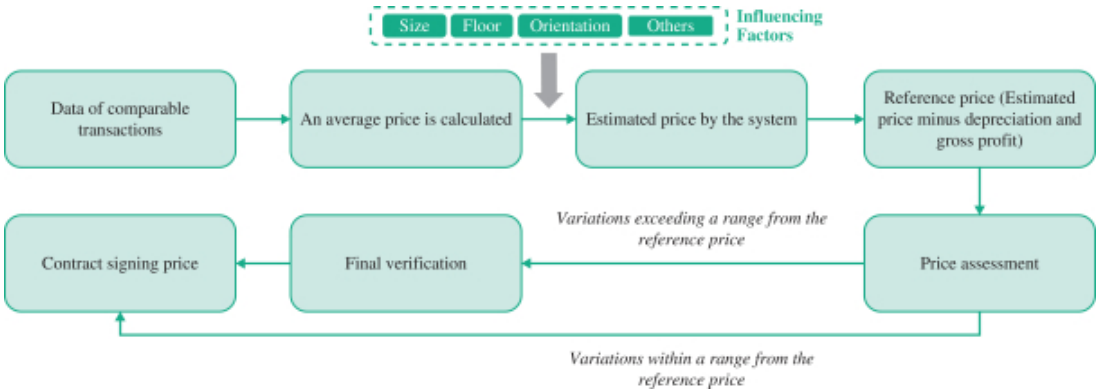 Size
Floor
Orientation
Others
Influencing
Factors
Data of comparable
transactions
An average price is calculated
Estimated price by the system
Reference price (Estimated
price minus depreciation and
gross profit)
Variations exceeding a range from the
reference price
Contract signing price
Final verification
Price assessment
Variations within a range from the
reference price